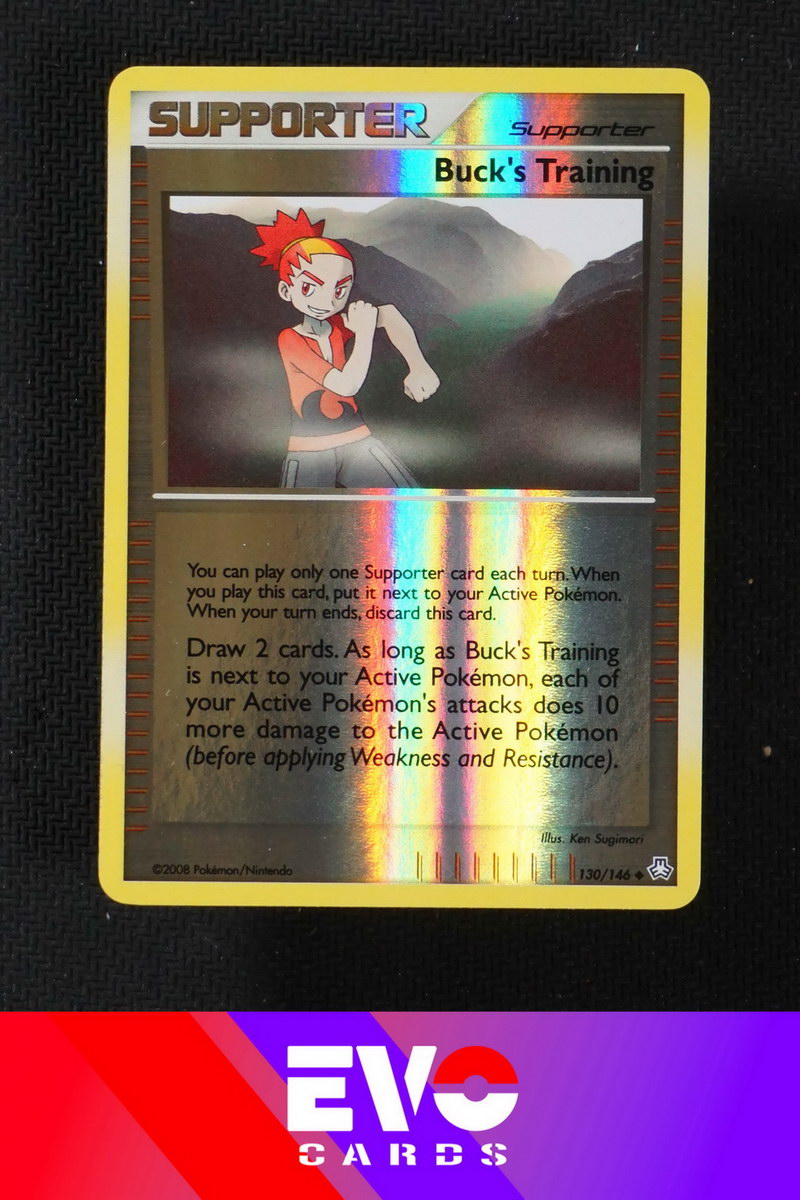 SUPPORTER
Supporter
Buck's Training
You can play only one Supporter card each turn. When
you play this card, put it next to your Active Pokémon.
When your turn ends, discard this card.
Draw 2 cards. As long as Buck's Training
is next to your Active Pokémon, each of
your Active Pokémon's attacks does 10
more damage to the Active Pokémon
(before applying Weakness and Resistance).
Illus. Ken Sugimori
©2008 Pokémon/Nintendo
130/146
EVO
CARDS